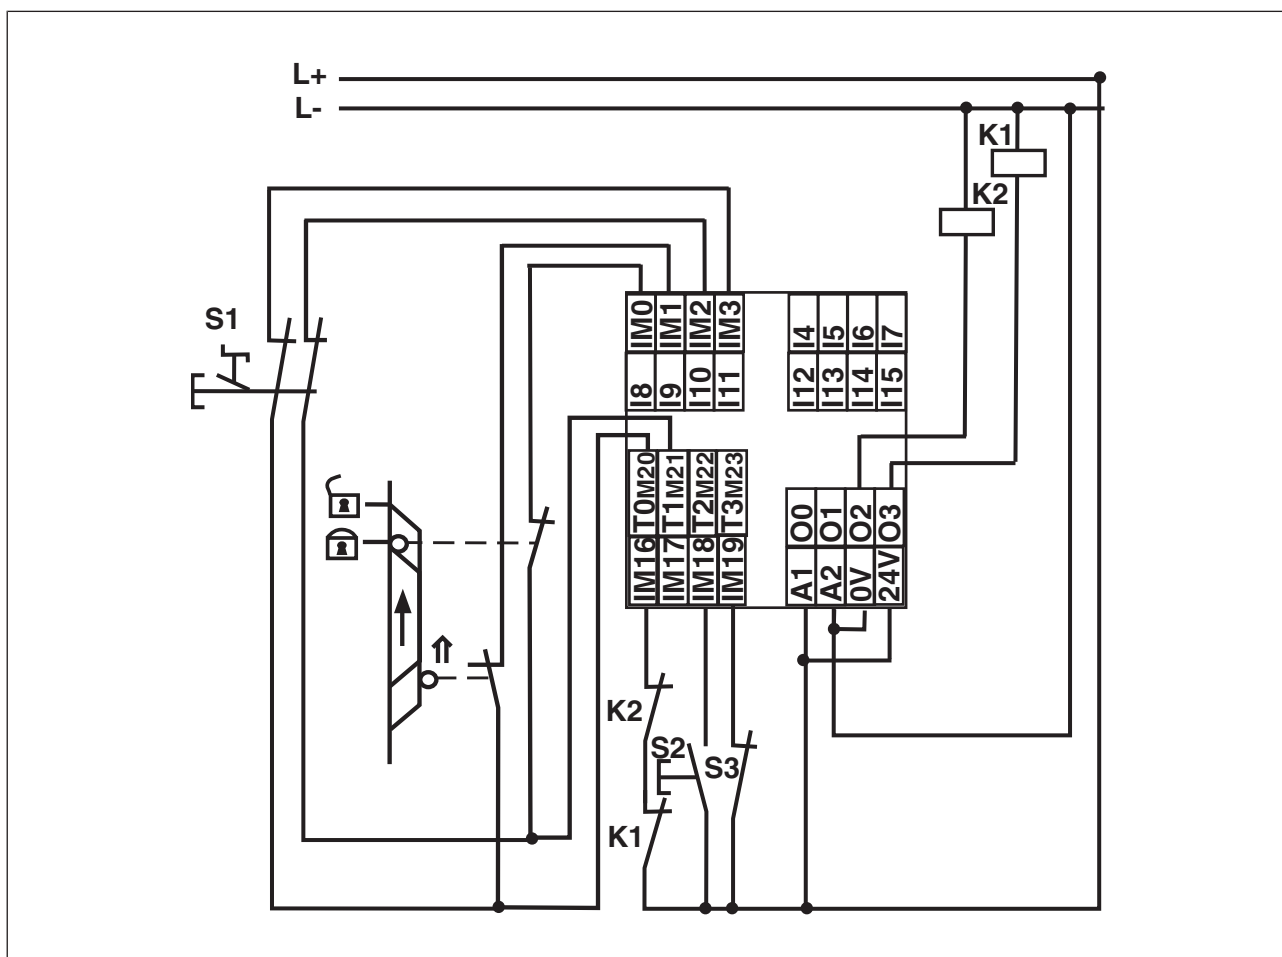 L+
L-
K1
K2
S1
IM0 IM1 IM2 IM3 I4 I5 I6 I7
I8 I9 I10 I11 I12 I13 I14 I15
T0M20 T1M21 T2M22 T3M23 O0 O1 O2 O3
IM16 IM17 IM18 IM19 A1 A2 0V 24V
K2
S2
S3
K1